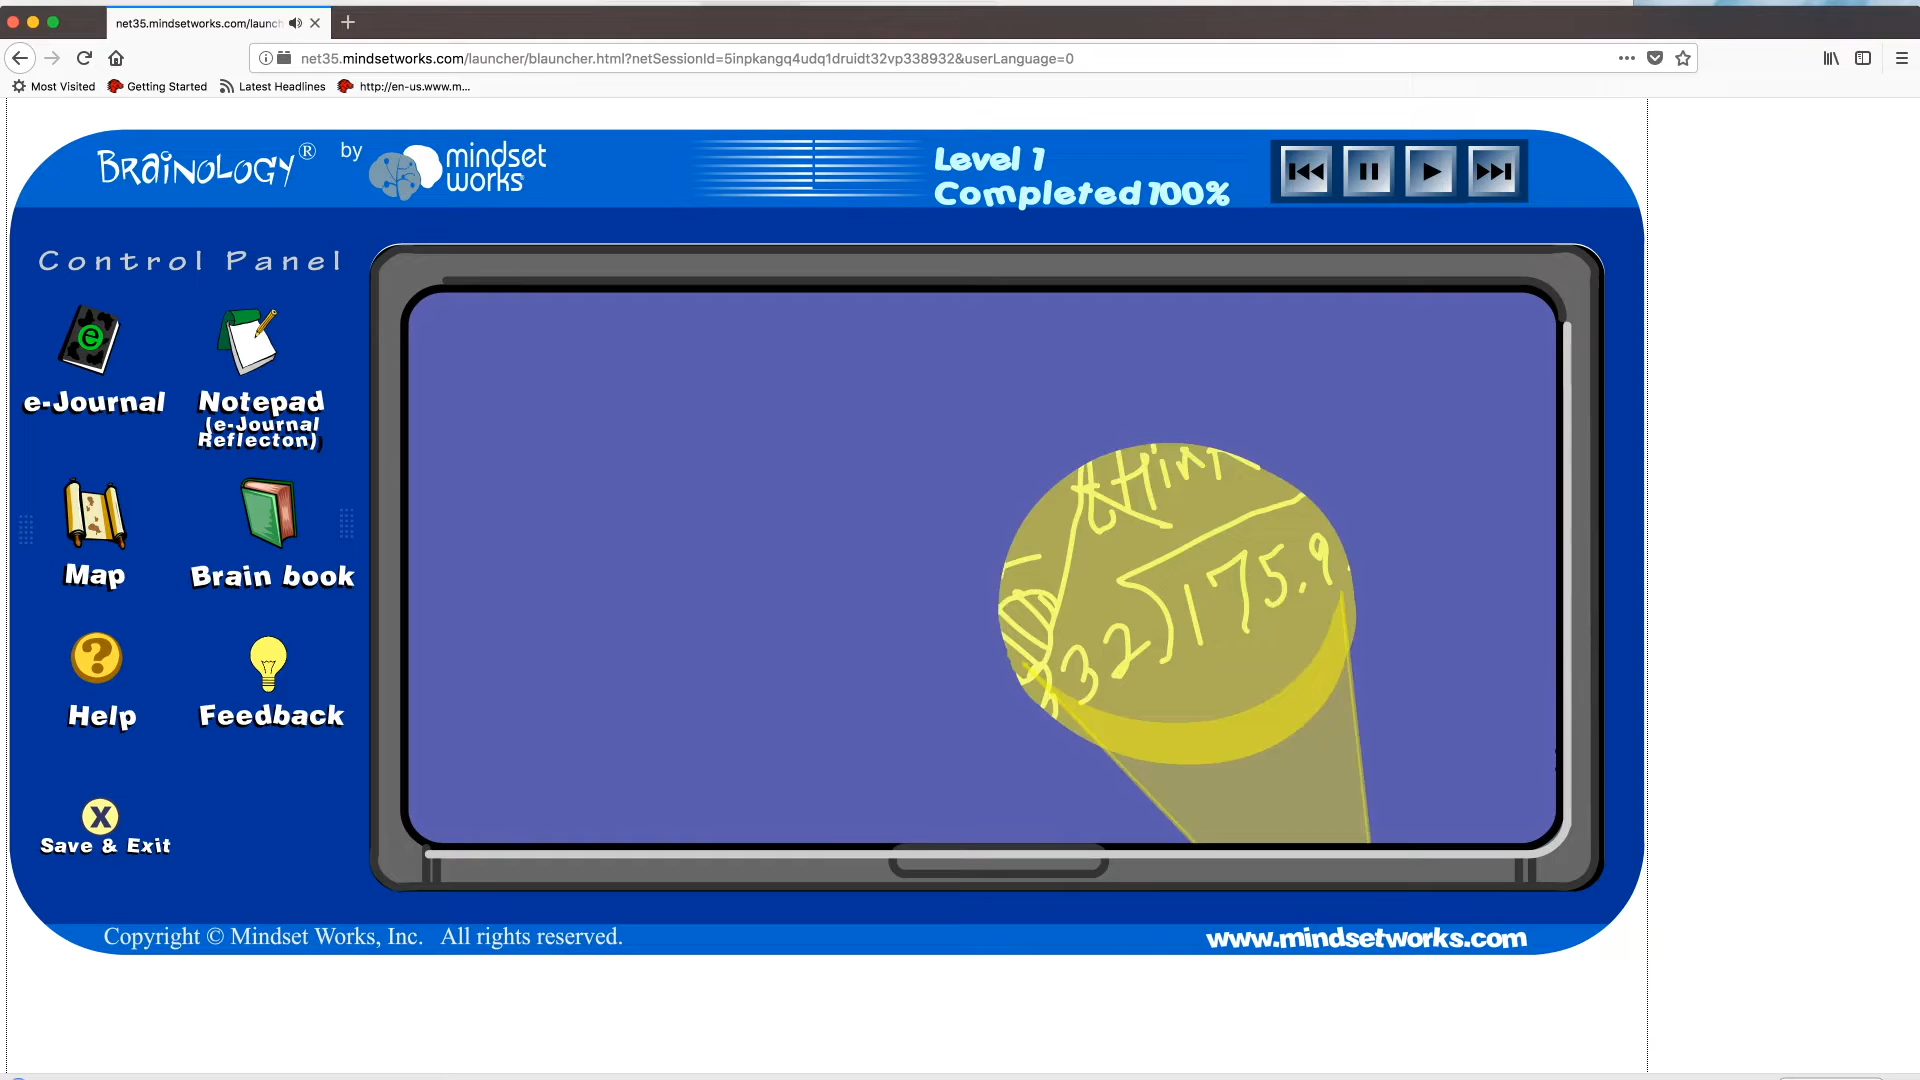 net35.mindsetworks.com/launch
net35.mindsetworks.com/launcher/blauncher.html?netSessionId=5inpkangq4udq1druidt32vp338932&userLanguage=0
Most Visited Getting Started Latest Headlines http://en-us.www.m...
BRAINOLOGY® by mindset works
Level 1
Completed 100%
Control Panel
e-Journal
Notepad
(e-Journal
Reflecton)
Map
Brain book
Help
Feedback
X
Save & Exit
32 175.9
Copyright © Mindset Works, Inc. All rights reserved.
www.mindsetworks.com